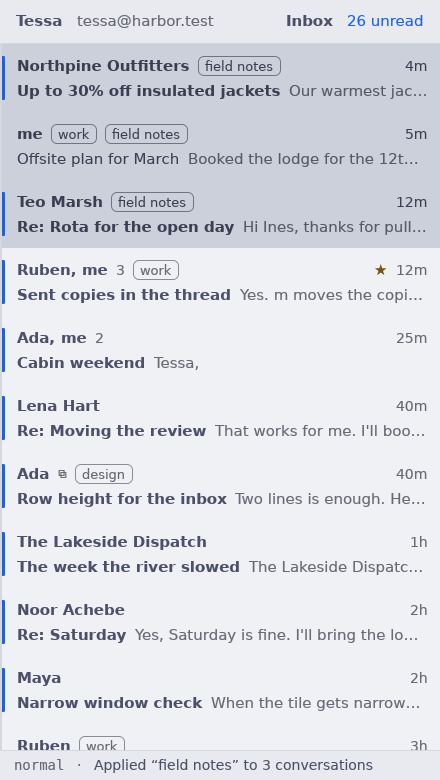 Tessa tessa@harbor.test Inbox 26 unread
Northpine Outfitters field notes 4m
Up to 30% off insulated jackets Our warmest jac…
me work field notes 5m
Offsite plan for March Booked the lodge for the 12t…
Teo Marsh field notes 12m
Re: Rota for the open day Hi Ines, thanks for pull…
Ruben, me 3 work ★ 12m
Sent copies in the thread Yes. m moves the copi…
Ada, me 2 25m
Cabin weekend Tessa,
Lena Hart 40m
Re: Moving the review That works for me. I'll boo…
Ada ⧉ design 40m
Row height for the inbox Two lines is enough. He…
The Lakeside Dispatch 1h
The week the river slowed The Lakeside Dispatc…
Noor Achebe 2h
Re: Saturday Yes, Saturday is fine. I'll bring the lo…
Maya 2h
Narrow window check When the tile gets narrow…
Ruben work 3h
normal · Applied “field notes” to 3 conversations